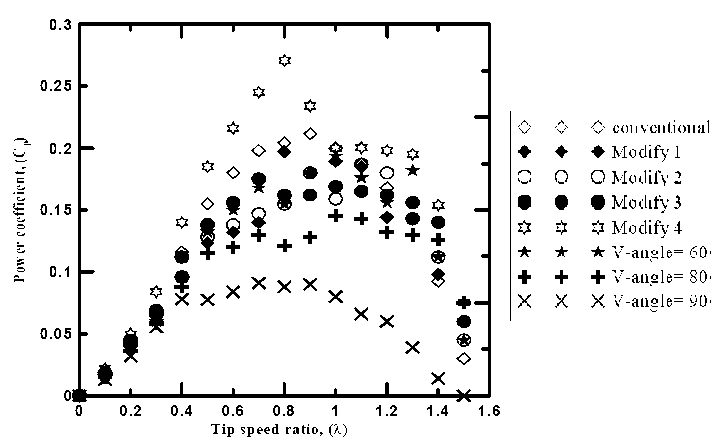 0.3
0.25
0.2
0.15
0.1
0.05
0
0 0.2 0.4 0.6 0.8 1 1.2 1.4 1.6
Power coefficient, (Cp)
Tip speed ratio, (λ)
conventional
Modify 1
Modify 2
Modify 3
Modify 4
V-angle= 60
V-angle= 80
V-angle= 90